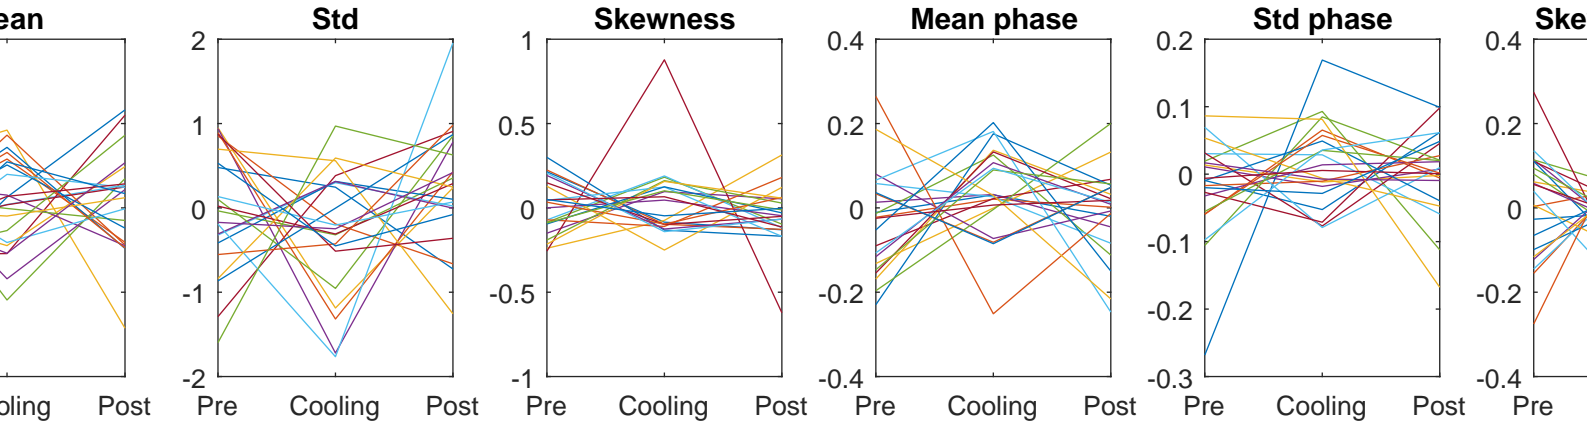 ean Std Skewness Mean phase Std phase Ske
2 1 0.4 0.2 0.4
1 0.5 0.2 0.1 0.2
0 0 0 0 0
-0.1
-1 -0.5 -0.2 -0.2 -0.2
-2 -1 -0.4 -0.3 -0.4
oling Post Pre Cooling Post Pre Cooling Post Pre Cooling Post Pre Cooling Post Pre